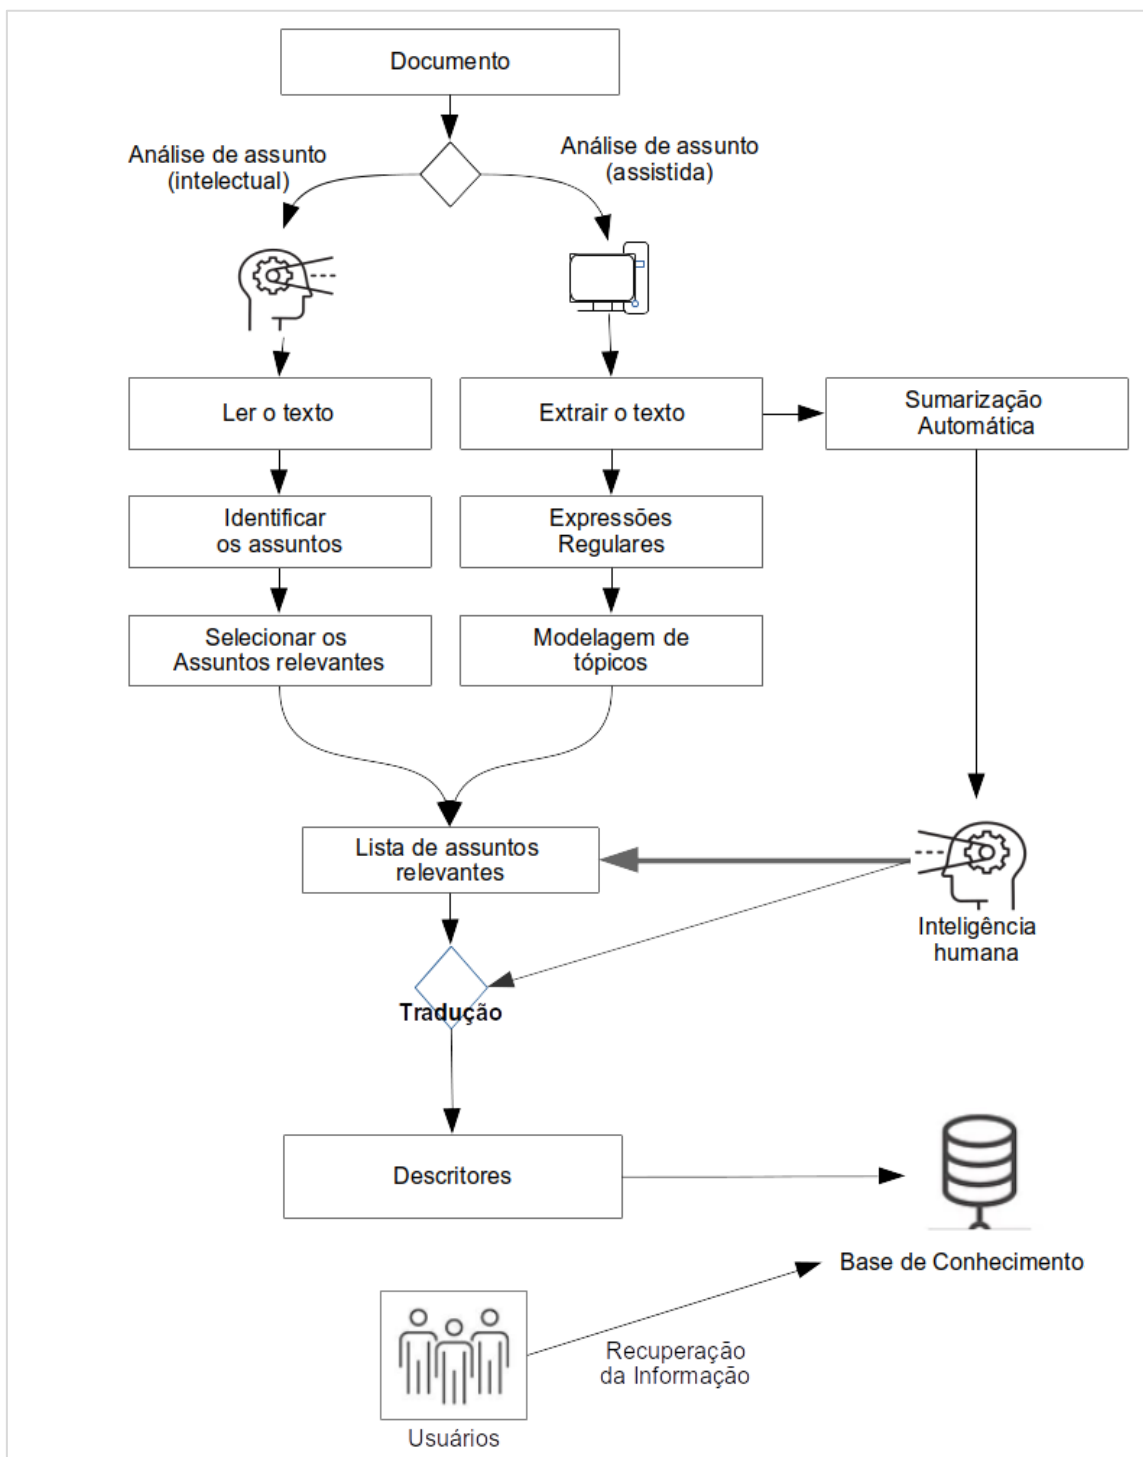 Documento
Análise de assunto
(intelectual)
Análise de assunto
(assistida)
Ler o texto
Extrair o texto
Sumarização
Automática
Identificar
os assuntos
Expressões
Regulares
Selecionar os
Assuntos relevantes
Modelagem de
tópicos
Lista de assuntos
relevantes
Inteligência
humana
Tradução
Descritores
Base de Conhecimento
Recuperação
da Informação
Usuários